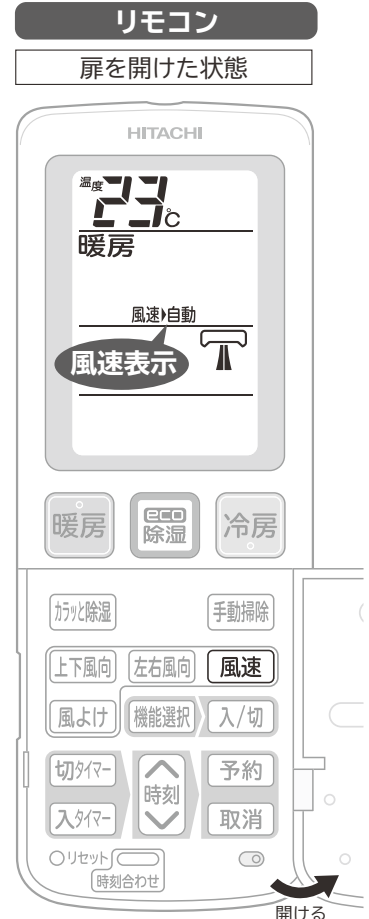 リモコン
扉を開けた状態
HITACHI
温度23℃
暖房
風速▶自動
風速表示
暖房
eco
除湿
冷房
カラッと除湿
手動掃除
上下風向
左右風向
風速
風よけ
機能選択
入/切
切タイマー
時刻
予約
入タイマー
取消
リセット
時刻合わせ
開ける